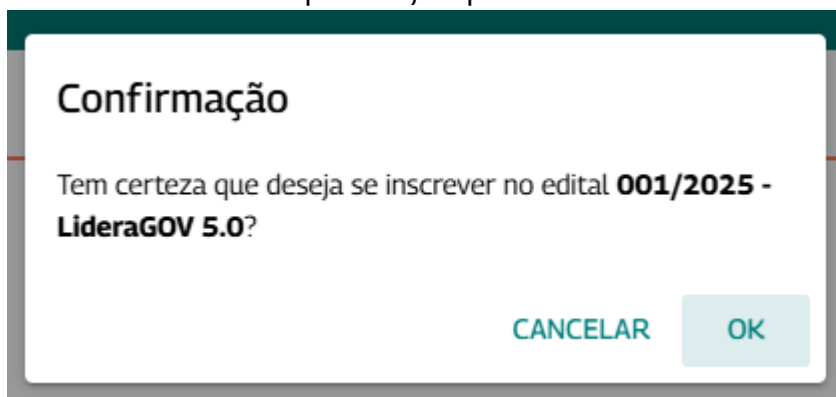 Confirmação
Tem certeza que deseja se inscrever no edital 001/2025 -
LideraGOV 5.0?
CANCELAR OK